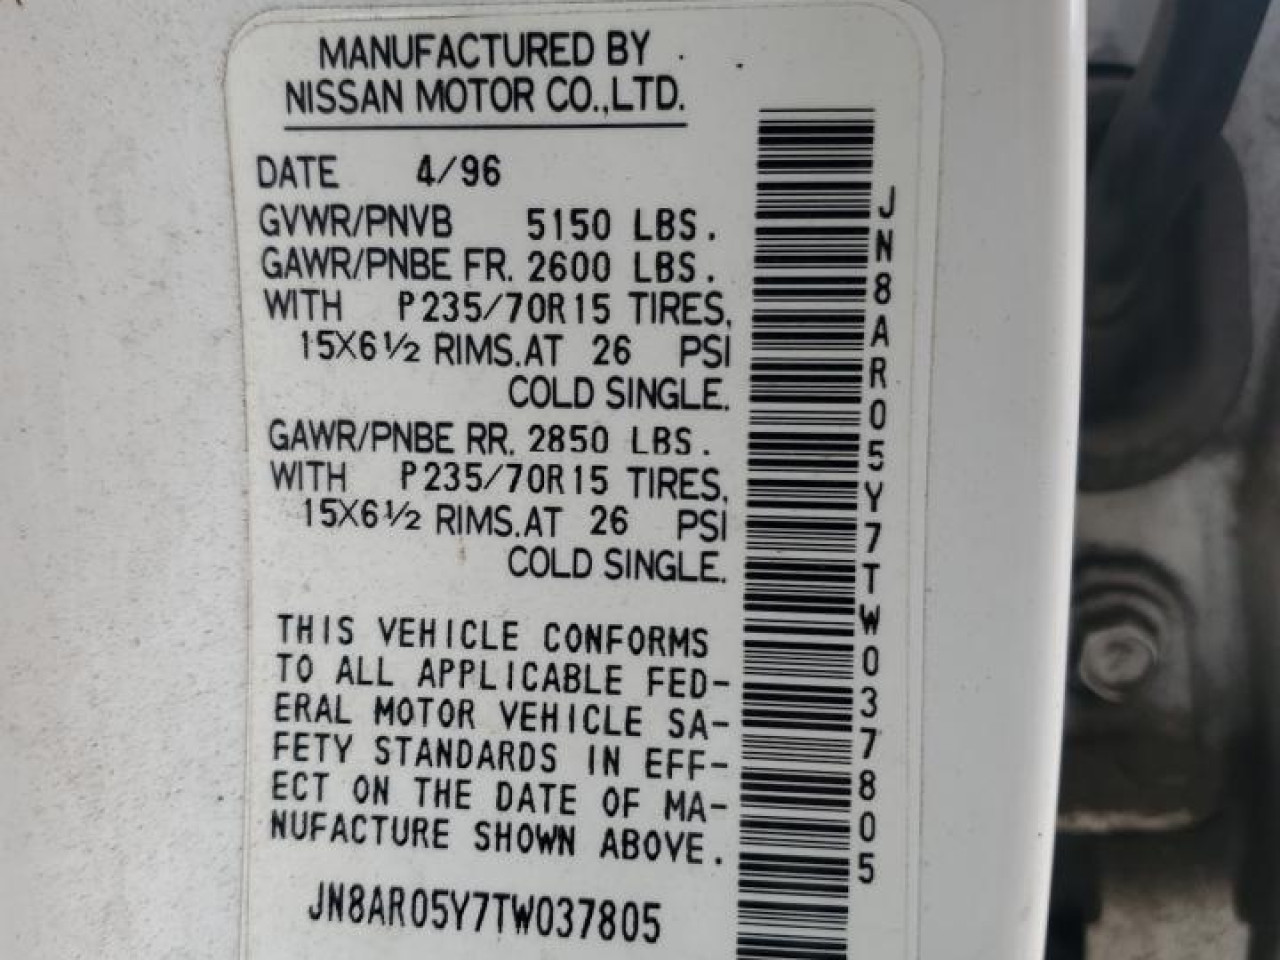 MANUFACTURED BY
NISSAN MOTOR CO.,LTD.
DATE 4/96
GVWR/PNVB 5150 LBS.
GAWR/PNBE FR. 2600 LBS.
WITH P235/70R15 TIRES,
15X6½ RIMS.AT 26 PSI
COLD SINGLE.
GAWR/PNBE RR. 2850 LBS.
WITH P235/70R15 TIRES,
15X6½ RIMS.AT 26 PSI
COLD SINGLE.
THIS VEHICLE CONFORMS
TO ALL APPLICABLE FED-
ERAL MOTOR VEHICLE SA-
FETY STANDARDS IN EFF-
ECT ON THE DATE OF MA-
NUFACTURE SHOWN ABOVE.
JN8AR05Y7TW037805
JN8AR05Y7TW037805